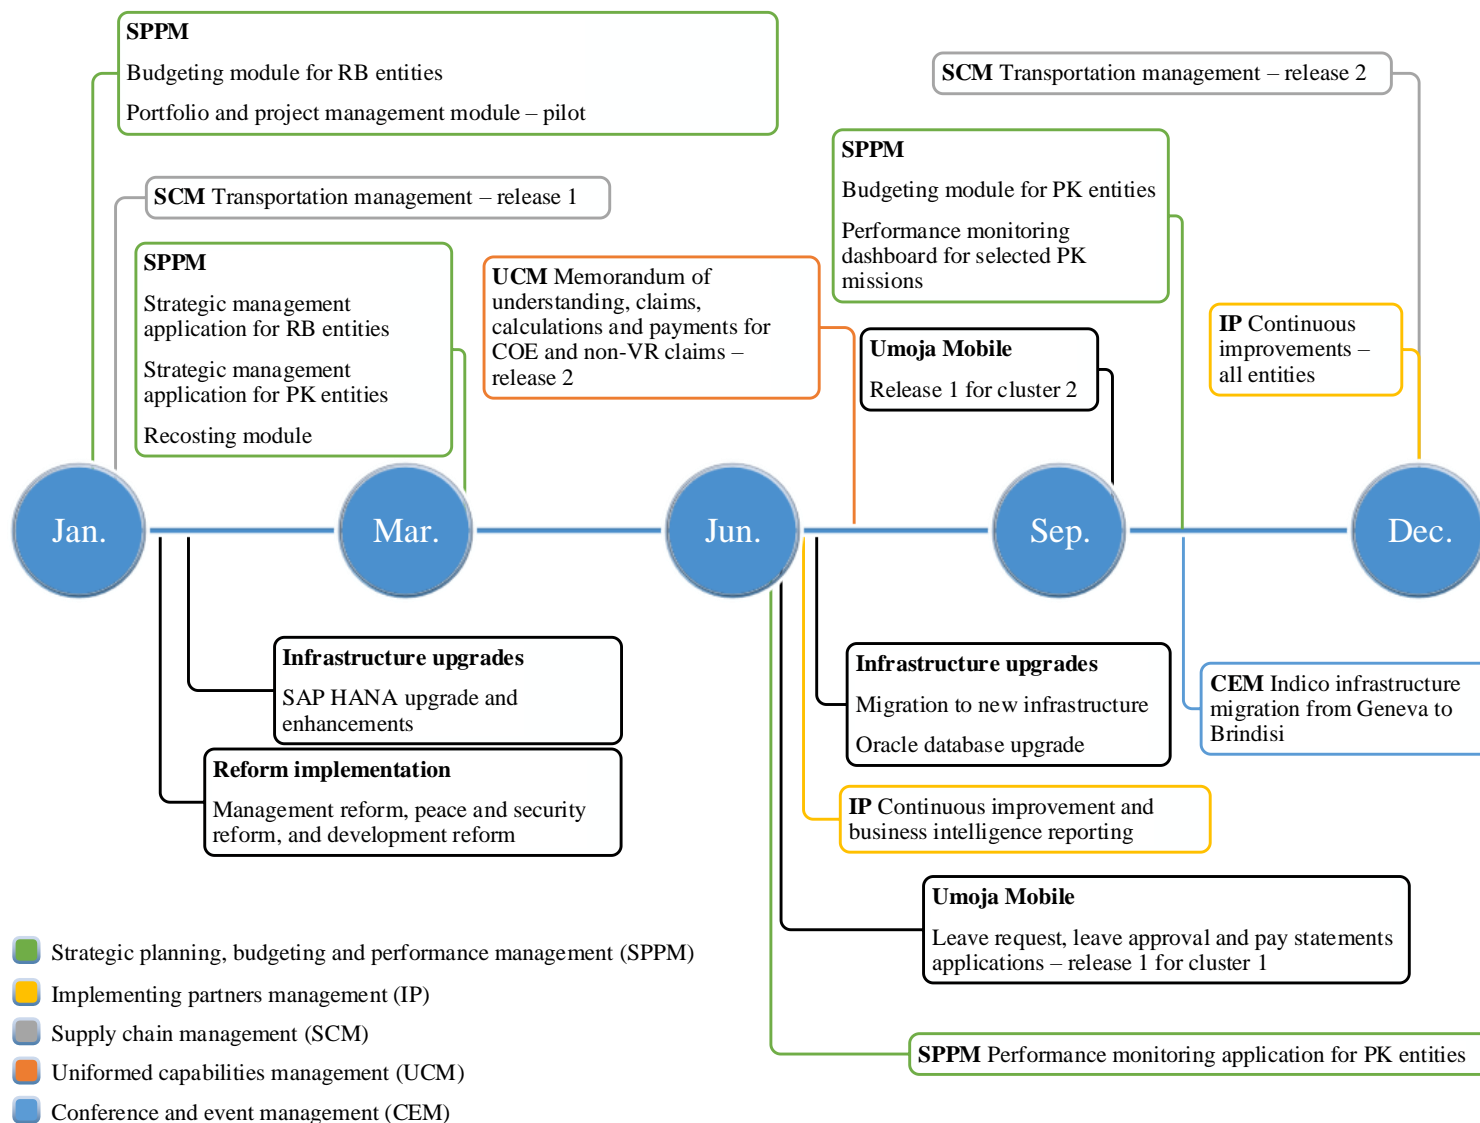 SPPM
Budgeting module for RB entities
Portfolio and project management module – pilot
SCM Transportation management – release 2
SPPM
Budgeting module for PK entities
Performance monitoring
dashboard for selected PK
missions
SCM Transportation management – release 1
SPPM
Strategic management
application for RB entities
Strategic management
application for PK entities
Recosting module
UCM Memorandum of
understanding, claims,
calculations and payments for
COE and non-VR claims –
release 2
Umoja Mobile
Release 1 for cluster 2
IP Continuous
improvements –
all entities
Jan.
Mar.
Jun.
Sep.
Dec.
Infrastructure upgrades
SAP HANA upgrade and
enhancements
Reform implementation
Management reform, peace and security
reform, and development reform
Infrastructure upgrades
Migration to new infrastructure
Oracle database upgrade
CEM Indico infrastructure
migration from Geneva to
Brindisi
IP Continuous improvement and
business intelligence reporting
Umoja Mobile
Leave request, leave approval and pay statements
applications – release 1 for cluster 1
SPPM Performance monitoring application for PK entities
Strategic planning, budgeting and performance management (SPPM)
Implementing partners management (IP)
Supply chain management (SCM)
Uniformed capabilities management (UCM)
Conference and event management (CEM)